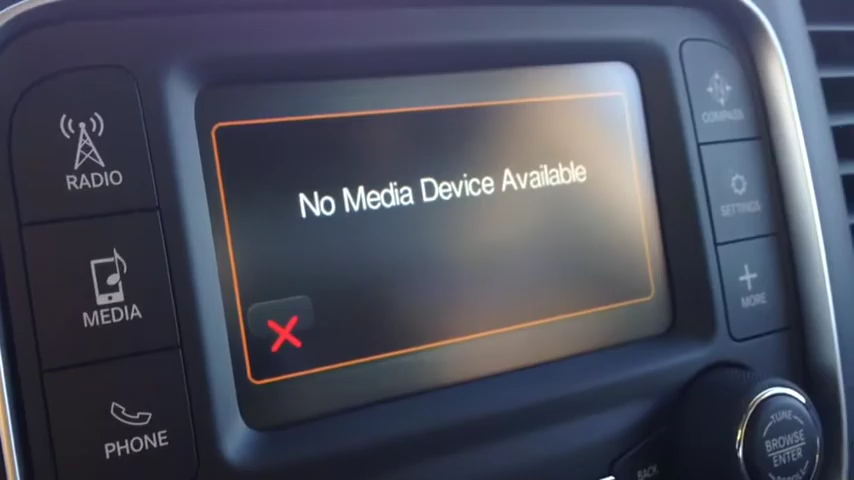 RADIO
MEDIA
PHONE
No Media Device Available
N
COMPASS
SETTINGS
MORE
BACK
TUNE
BROWSE
ENTER